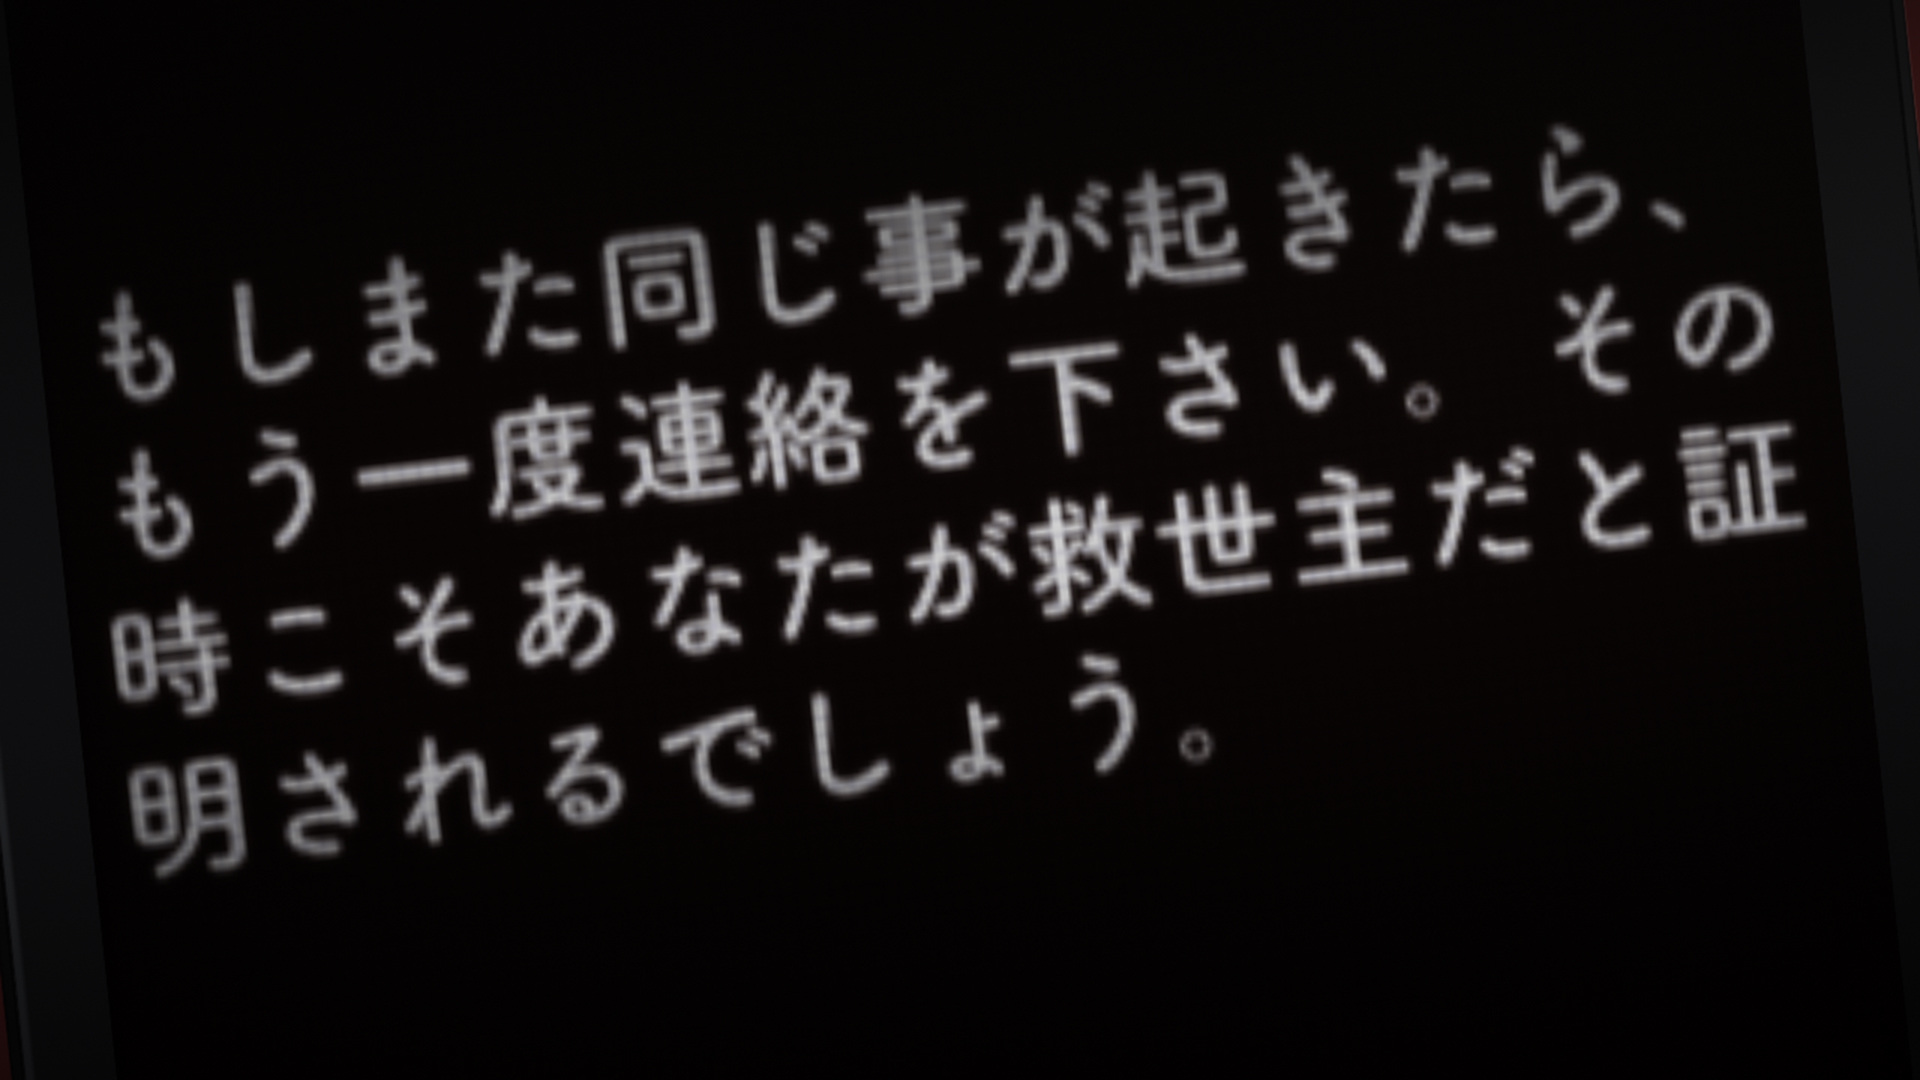 もしまた同じ事が起きたら、
もう一度連絡を下さい。 その
時こそあなたが救世主だと証
明されるでしょう。